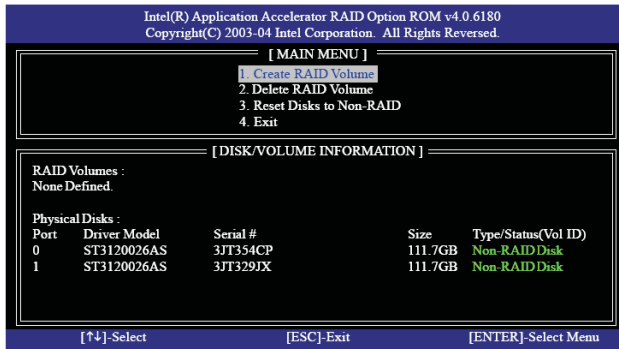 Intel(R) Application Accelerator RAID Option ROM v4.0.6180
Copyright(C) 2003-04 Intel Corporation. All Rights Reversed.
[ MAIN MENU ]
1. Create RAID Volume
2. Delete RAID Volume
3. Reset Disks to Non-RAID
4. Exit
[ DISK/VOLUME INFORMATION ]
RAID Volumes :
None Defined.
Physical Disks :
Port Driver Model Serial # Size Type/Status(Vol ID)
0 ST3120026AS 3JT354CP 111.7GB Non-RAID Disk
1 ST3120026AS 3JT329JX 111.7GB Non-RAID Disk
[↑↓]-Select [ESC]-Exit [ENTER]-Select Menu